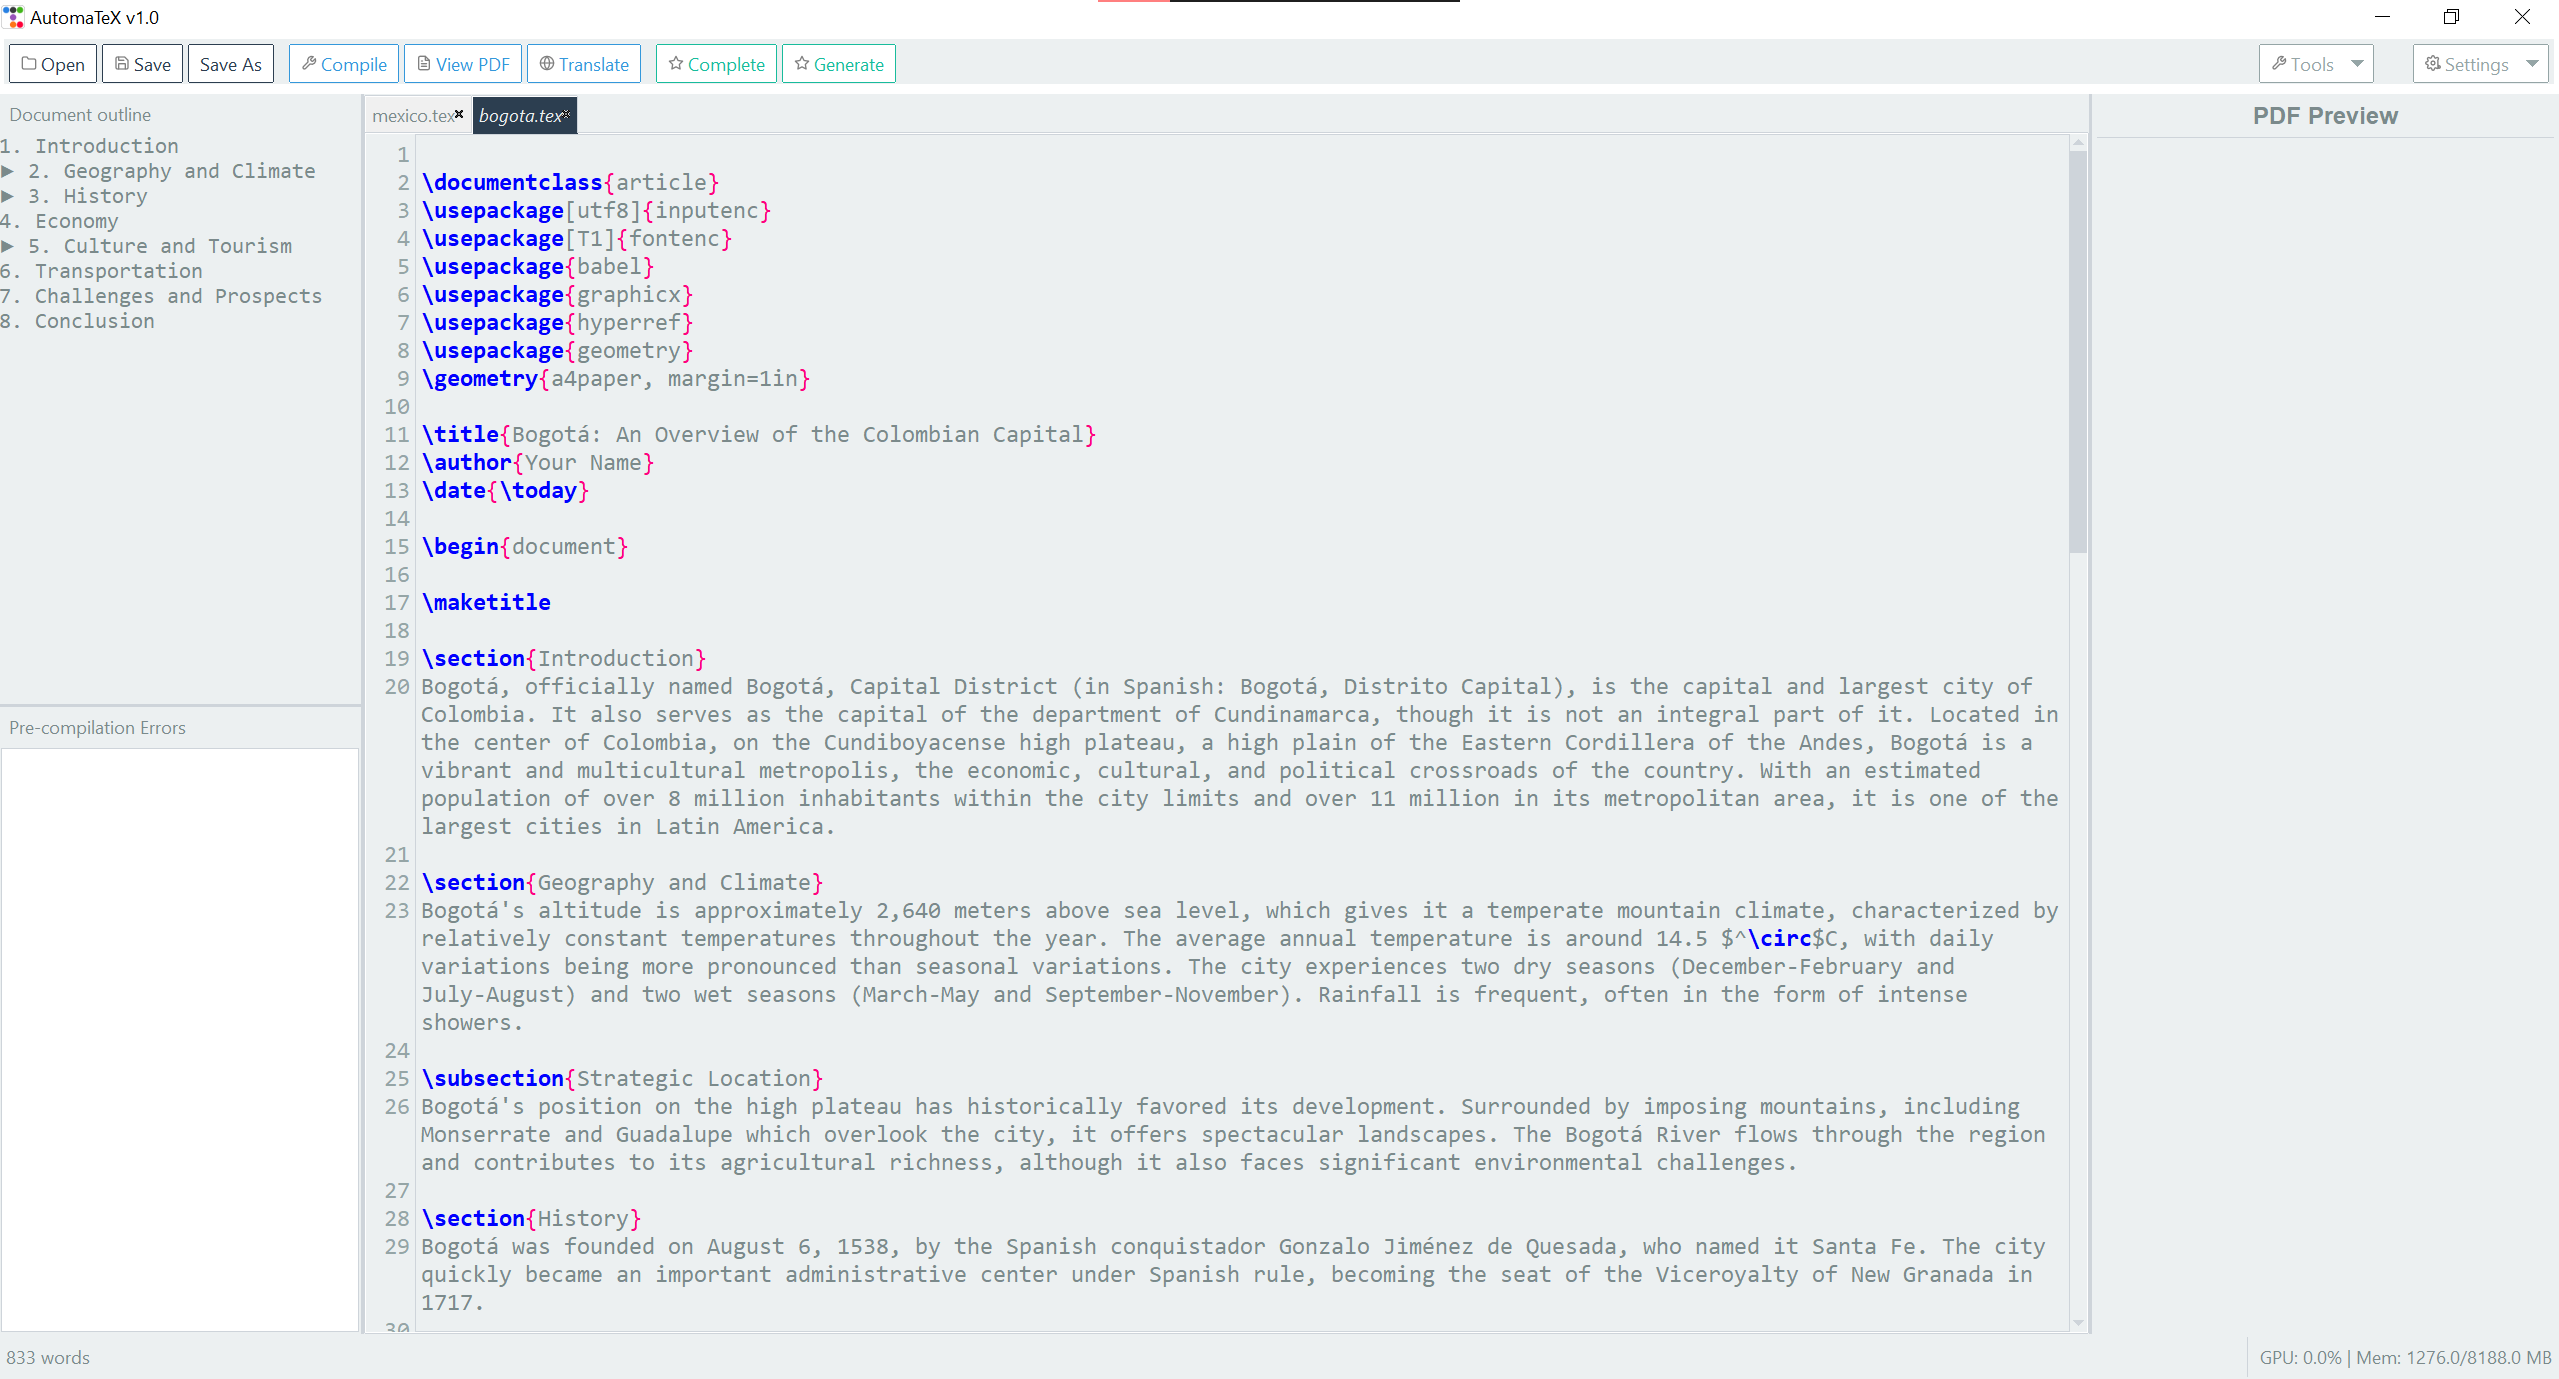 AutomaTeX v1.0
Open Save Save As Compile View PDF Translate Complete Generate Tools Settings
Document outline
1. Introduction
▶ 2. Geography and Climate
▶ 3. History
4. Economy
▶ 5. Culture and Tourism
6. Transportation
7. Challenges and Prospects
8. Conclusion
Pre-compilation Errors
mexico.tex bogota.tex
1
2 \documentclass{article}
3 \usepackage[utf8]{inputenc}
4 \usepackage[T1]{fontenc}
5 \usepackage{babel}
6 \usepackage{graphicx}
7 \usepackage{hyperref}
8 \usepackage{geometry}
9 \geometry{a4paper, margin=1in}
10
11 \title{Bogotá: An Overview of the Colombian Capital}
12 \author{Your Name}
13 \date{\today}
14
15 \begin{document}
16
17 \maketitle
18
19 \section{Introduction}
20 Bogotá, officially named Bogotá, Capital District (in Spanish: Bogotá, Distrito Capital), is the capital and largest city of
Colombia. It also serves as the capital of the department of Cundinamarca, though it is not an integral part of it. Located in
the center of Colombia, on the Cundiboyacense high plateau, a high plain of the Eastern Cordillera of the Andes, Bogotá is a
vibrant and multicultural metropolis, the economic, cultural, and political crossroads of the country. With an estimated
population of over 8 million inhabitants within the city limits and over 11 million in its metropolitan area, it is one of the
largest cities in Latin America.
21
22 \section{Geography and Climate}
23 Bogotá's altitude is approximately 2,640 meters above sea level, which gives it a temperate mountain climate, characterized by
relatively constant temperatures throughout the year. The average annual temperature is around 14.5 $^\circ$C, with daily
variations being more pronounced than seasonal variations. The city experiences two dry seasons (December-February and
July-August) and two wet seasons (March-May and September-November). Rainfall is frequent, often in the form of intense
showers.
24
25 \subsection{Strategic Location}
26 Bogotá's position on the high plateau has historically favored its development. Surrounded by imposing mountains, including
Monserrate and Guadalupe which overlook the city, it offers spectacular landscapes. The Bogotá River flows through the region
and contributes to its agricultural richness, although it also faces significant environmental challenges.
27
28 \section{History}
29 Bogotá was founded on August 6, 1538, by the Spanish conquistador Gonzalo Jiménez de Quesada, who named it Santa Fe. The city
quickly became an important administrative center under Spanish rule, becoming the seat of the Viceroyalty of New Granada in
1717.
30
PDF Preview
833 words
GPU: 0.0% | Mem: 1276.0/8188.0 MB